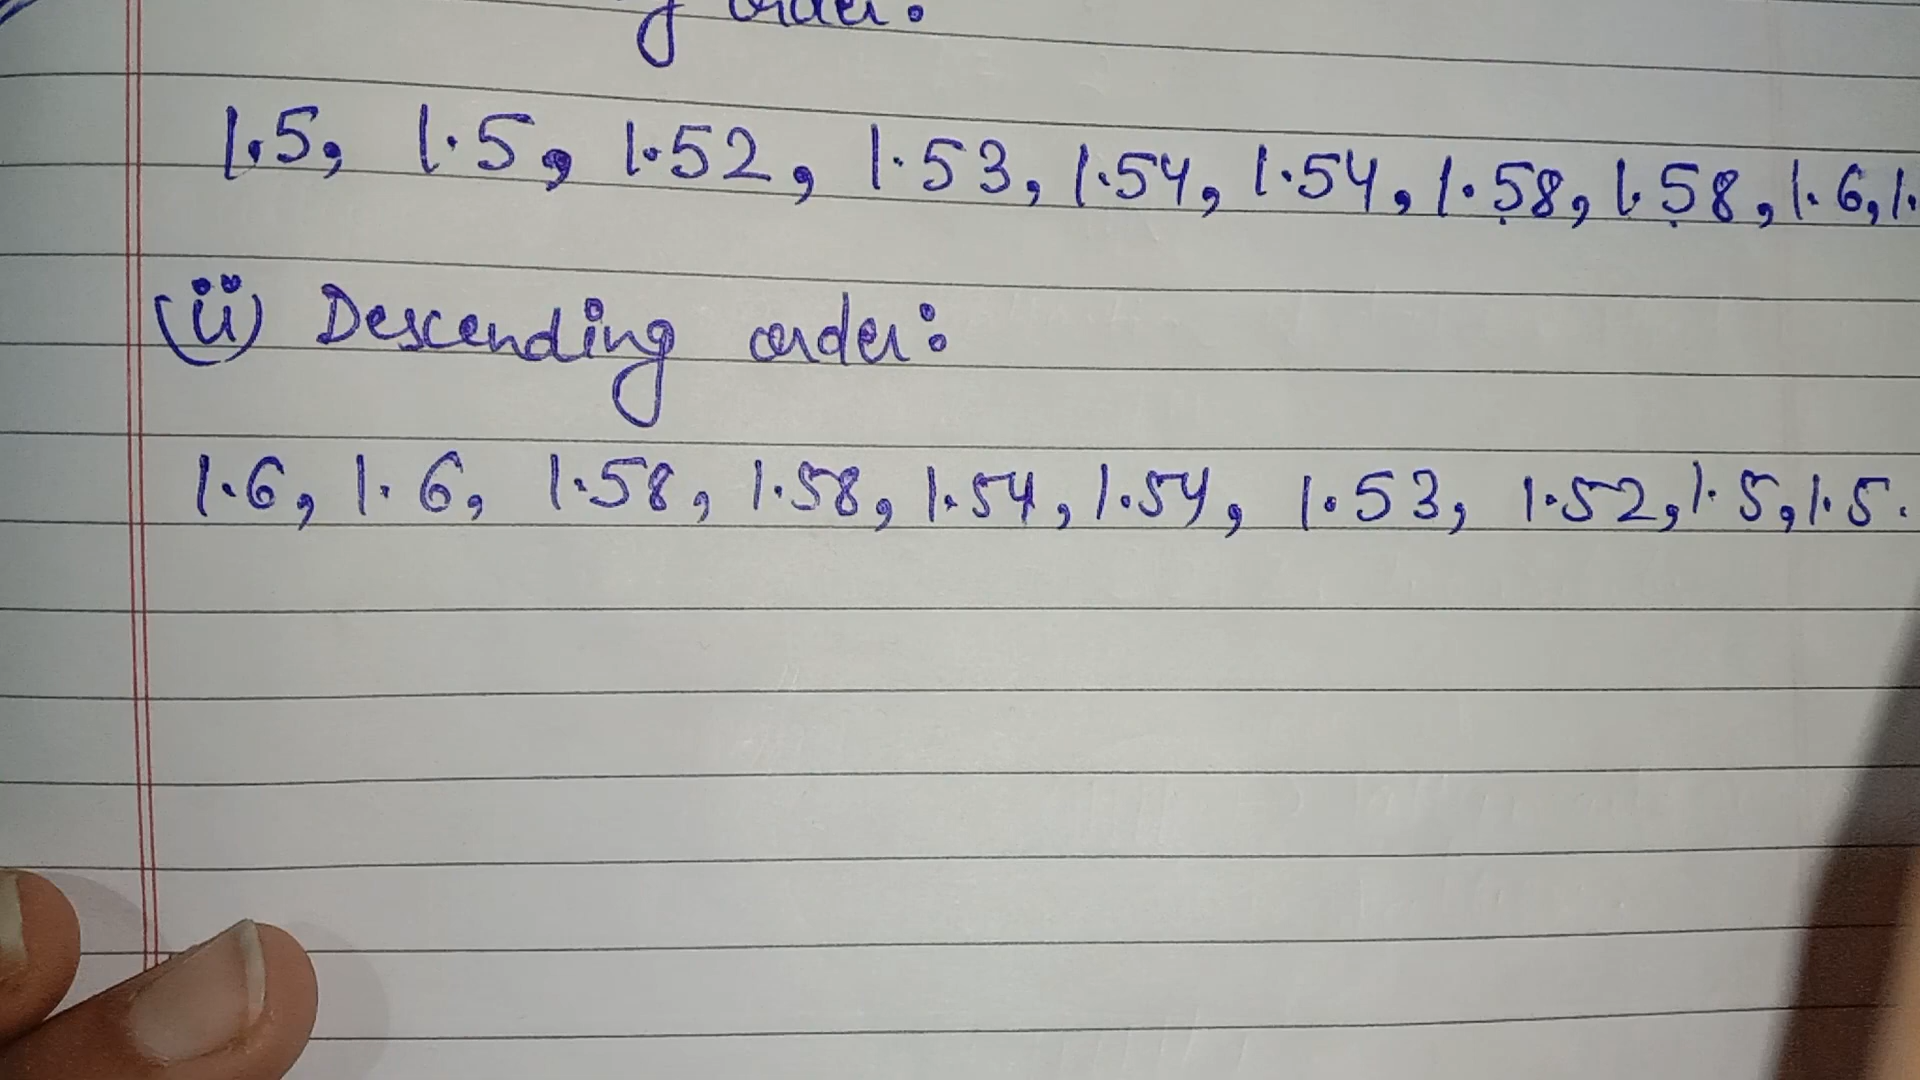 order:
1.5, 1.5, 1.52, 1.53, 1.54, 1.54, 1.58, 1.58, 1.6, 1.
(ii) Descending order:
1.6, 1.6, 1.58, 1.58, 1.54, 1.54, 1.53, 1.52, 1.5, 1.5.